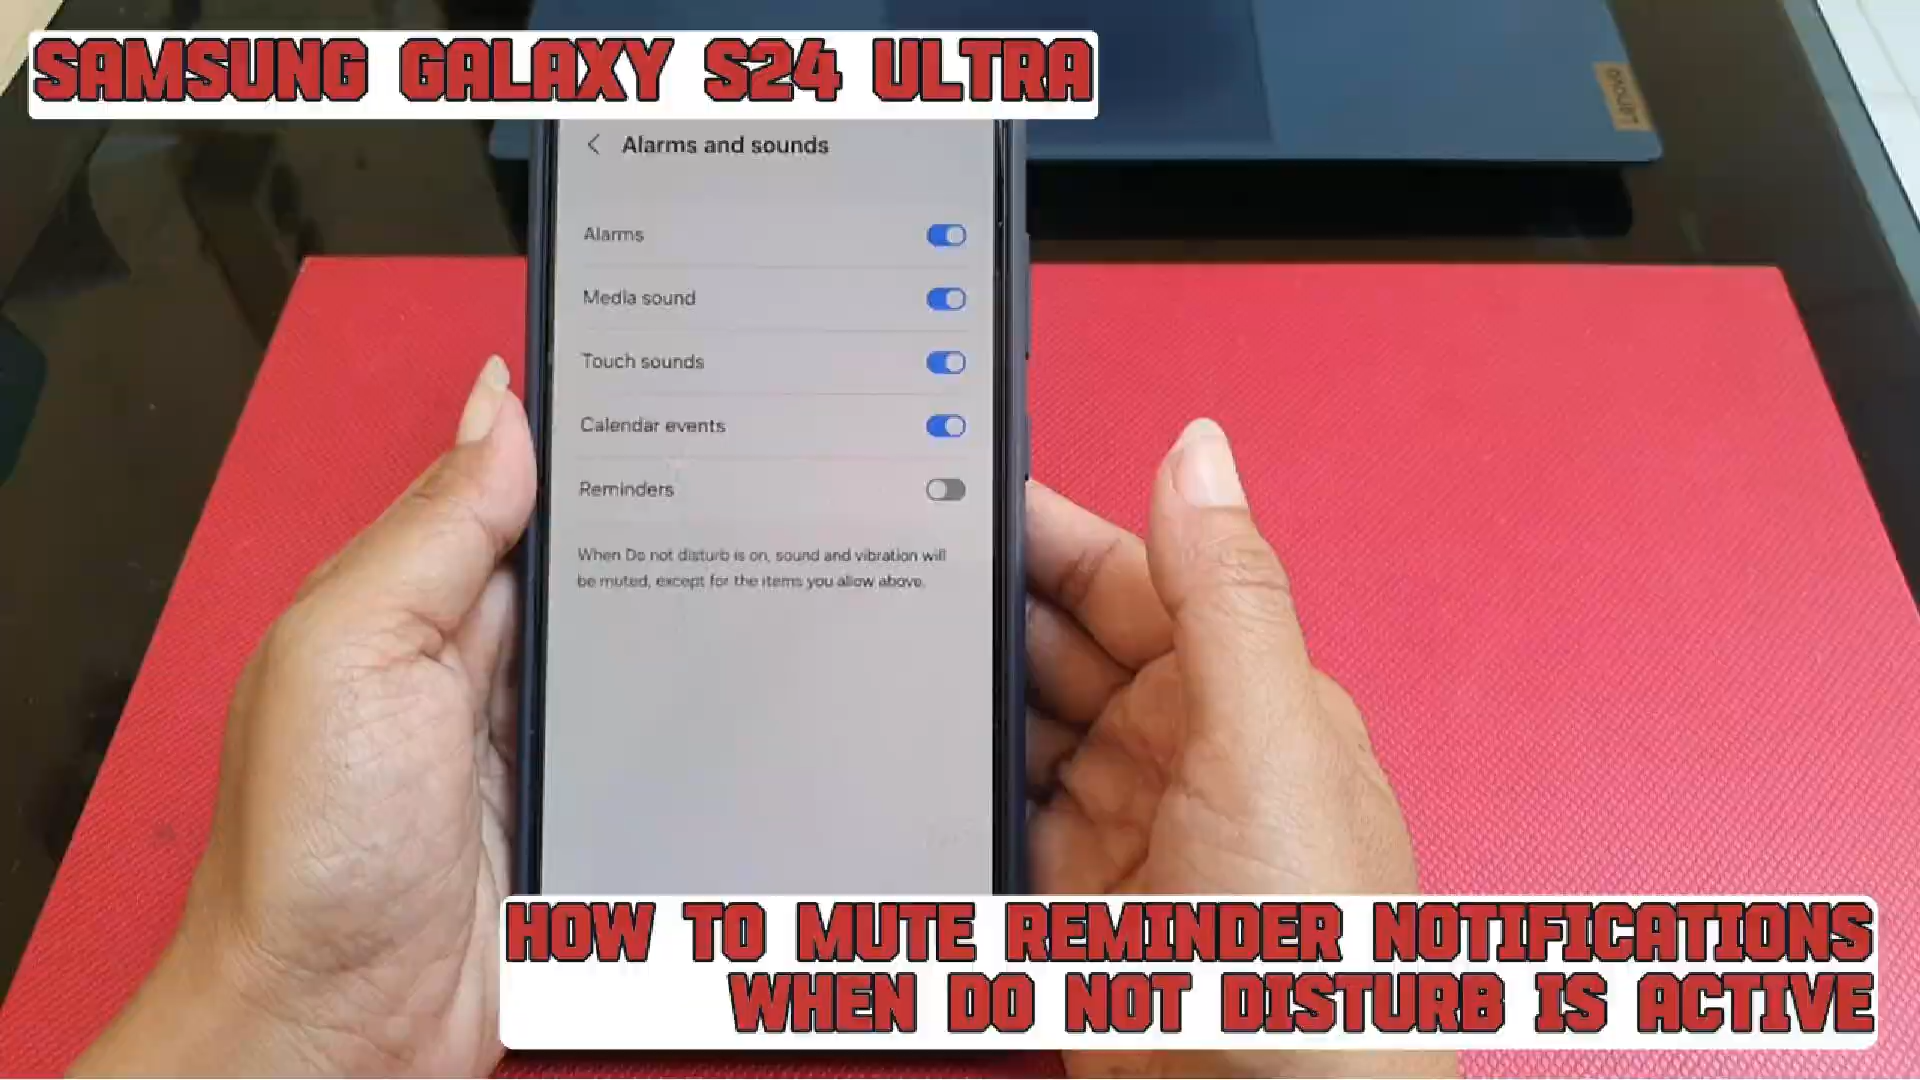 SAMSUNG GALAXY S24 ULTRA
lenovo
Alarms and sounds
Alarms
Media sound
Touch sounds
Calendar events
Reminders
When Do not disturb is on, sound and vibration will
be muted, except for the items you allow above.
HOW TO MUTE REMINDER NOTIFICATIONS
WHEN DO NOT DISTURB IS ACTIVE